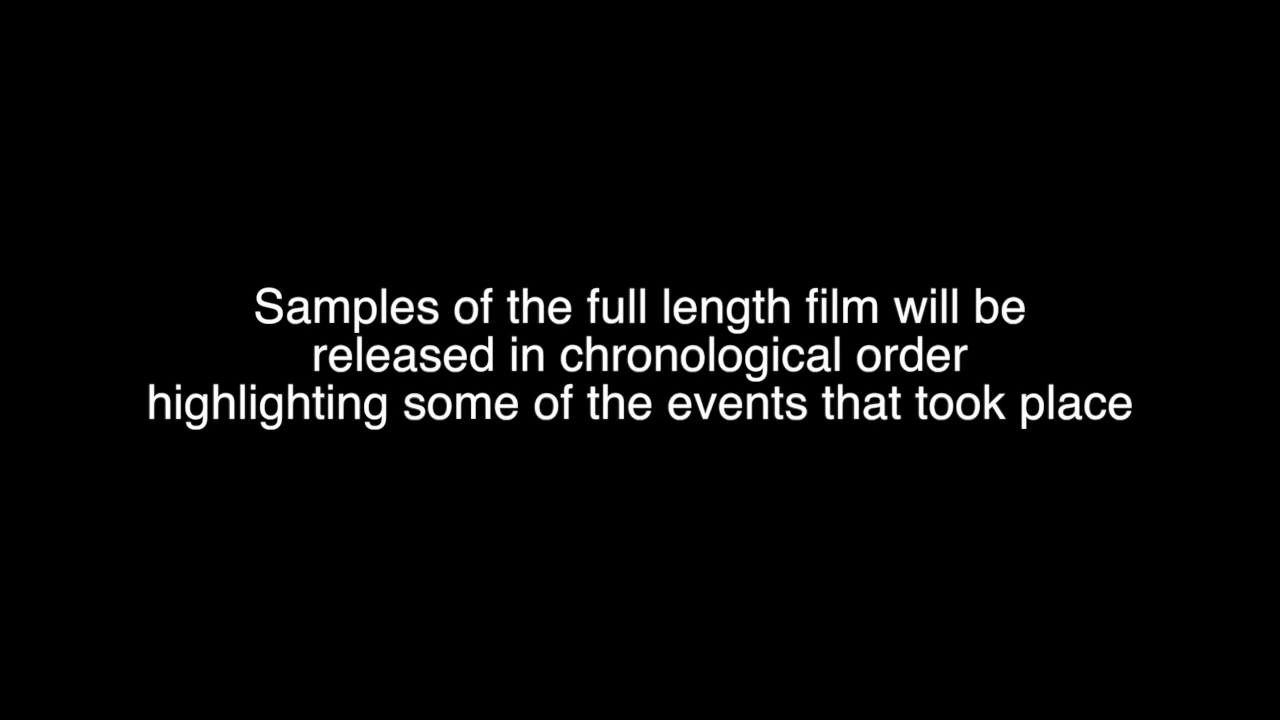 Samples of the full length film will be
released in chronological order
highlighting some of the events that took place